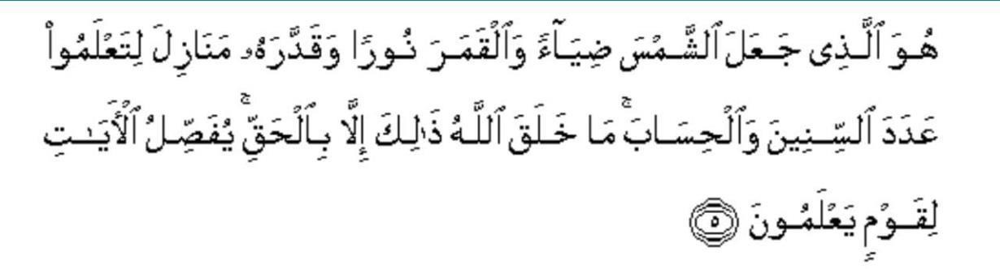 هُوَ ٱلَّذِى جَعَلَ ٱلشَّمْسَ ضِيَآءً وَٱلْقَمَرَ نُورًا وَقَدَّرَهُۥ مَنَازِلَ لِتَعْلَمُوا۟
عَدَدَ ٱلسِّنِينَ وَٱلْحِسَابَ ۚ مَا خَلَقَ ٱللَّهُ ذَٰلِكَ إِلَّا بِٱلْحَقِّ ۚ يُفَصِّلُ ٱلْأَيَـٰتِ
لِقَوْمٍ يَعْلَمُونَ ۝٥